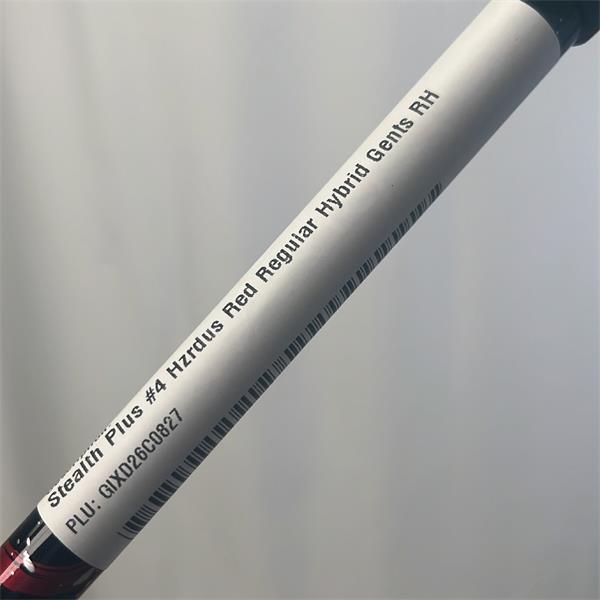 Stealth Plus #4 Hzrdus Red Regular Hybrid Gents RH
PLU: GIXD26C0827